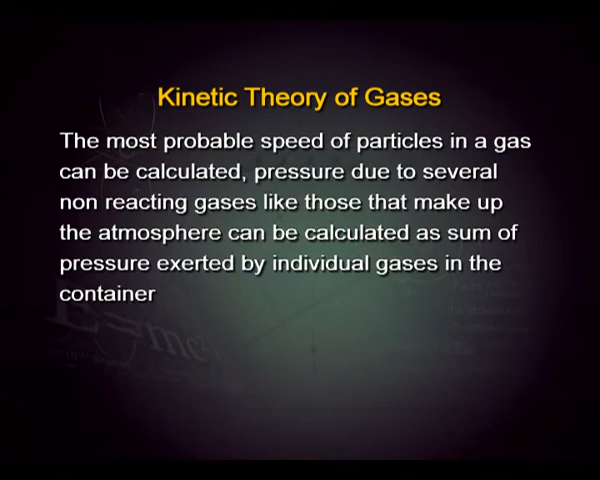 Kinetic Theory of Gases
The most probable speed of particles in a gas
can be calculated, pressure due to several
non reacting gases like those that make up
the atmosphere can be calculated as sum of
pressure exerted by individual gases in the
container
E=mc²